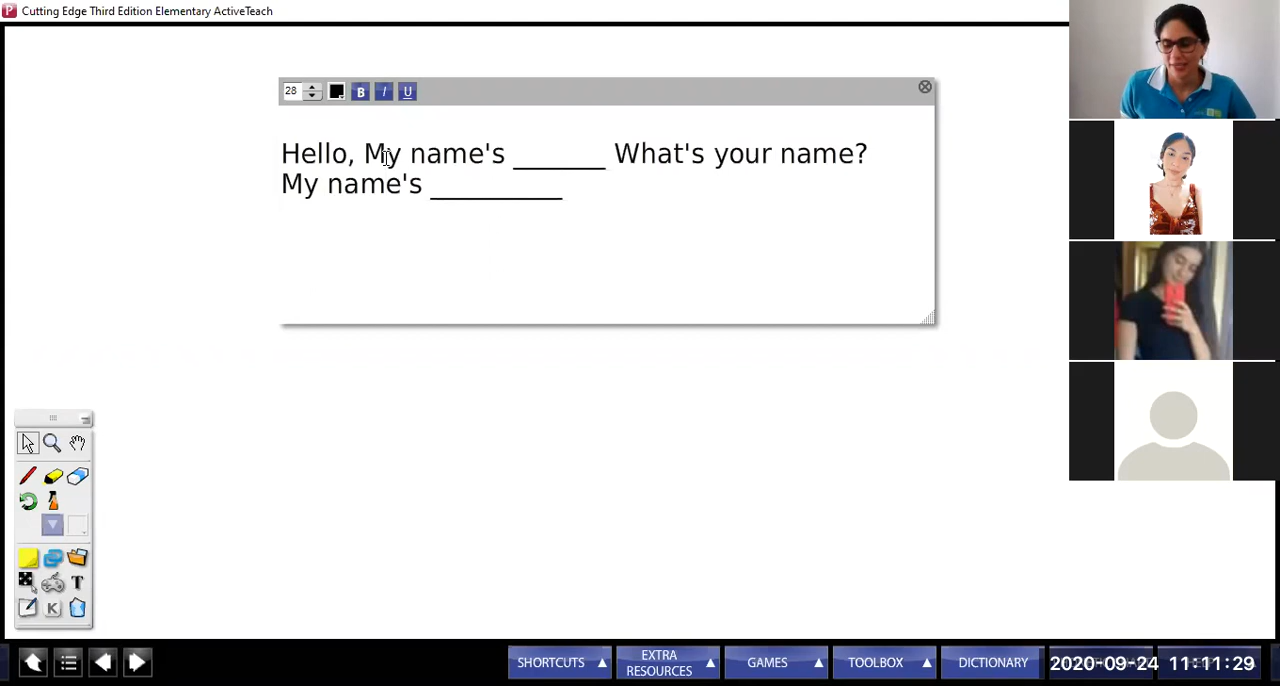 Cutting Edge Third Edition Elementary ActiveTeach
28 B I U
Hello, My name's _______ What's your name?
My name's __________
T
K
SHORTCUTS
EXTRA
RESOURCES
GAMES
TOOLBOX
DICTIONARY
2020-09-24 11:11:29